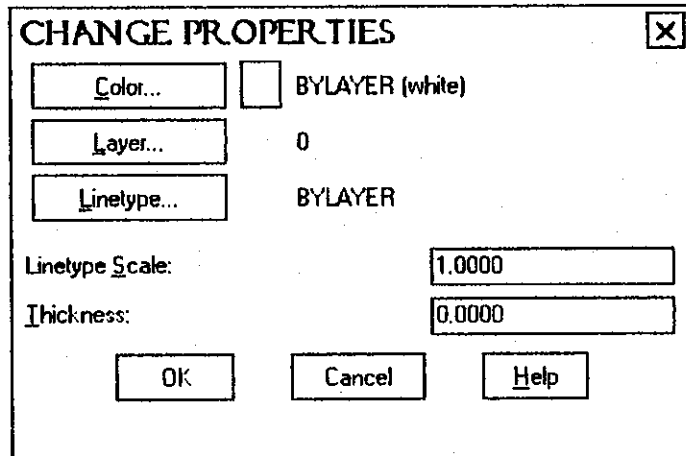 CHANGE PROPERTIES
Color... BYLAYER (white)
Layer... 0
Linetype... BYLAYER
Linetype Scale: 1.0000
Thickness: 0.0000
OK Cancel Help